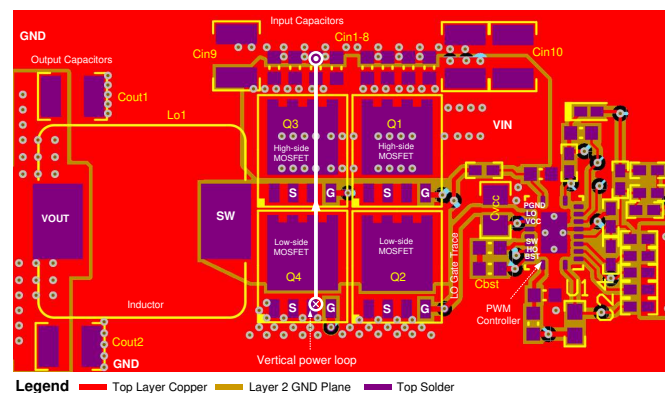 Input Capacitors
GND
Cin9
Cin1-8
Cin10
Output Capacitors
Cout1
Lo1
Q3
Q1
VIN
High-side
MOSFET
High-side
MOSFET
S
G
S
G
VOUT
SW
Low-side
MOSFET
Low-side
MOSFET
Q4
Q2
LO Gate Trace
Cvcc
PGND
LO
VCC
SW
HO
BST
Cbst
U1
Inductor
S
G
S
G
PWM
Controller
Cout2
GND
Vertical power loop
Legend
Top Layer Copper
Layer 2 GND Plane
Top Solder